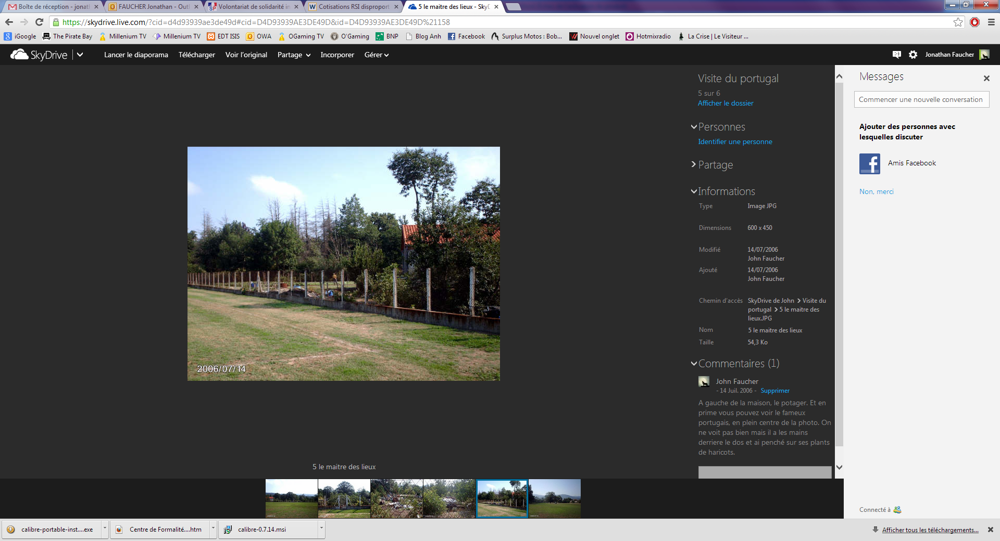 Boîte de réception - jonat
FAUCHER Jonathan - Outl
Volontariat de solidarité in
Cotisations RSI disproport
5 le maitre des lieux - SkyD
https://skydrive.live.com/?cid=d4d93939ae3de49d#cid=D4D93939AE3DE49D&id=D4D93939AE3DE49D%21158
iGoogle
The Pirate Bay
Millenium TV
Millenium TV
EDT ISIS
OWA
OGaming TV
O'Gaming
BNP
Blog Anh
Facebook
Surplus Motos : Bob...
Nouvel onglet
Hotmixradio
La Crise | Le Visiteur ...
SkyDrive
Lancer le diaporama
Télécharger
Voir l'original
Partage
Incorporer
Gérer
Jonathan Faucher
2006/07/14
5 le maitre des lieux
Visite du portugal
5 sur 6
Afficher le dossier
Personnes
Identifier une personne
Partage
Informations
Type Image JPG
Dimensions 600 x 450
Modifié 14/07/2006
John Faucher
Ajouté 14/07/2006
John Faucher
Chemin d'accès SkyDrive de John > Visite du
portugal > 5 le maitre des
lieux.JPG
Nom 5 le maitre des lieux
Taille 54,3 Ko
Commentaires (1)
John Faucher
- 14 Juil. 2006 - Supprimer
A gauche de la maison, le potager. Et en
prime vous pouvez voir le fameux
portugais, en plein centre de la photo. On
ne voit pas bien mais il a les mains
derriere le dos et ai penché sur ses plants
de haricots.
Messages
Commencer une nouvelle conversation
Ajouter des personnes avec
lesquelles discuter
Amis Facebook
Non, merci
Connecté à
calibre-portable-inst....exe
Centre de Formalité....htm
calibre-0.7.14.msi
Afficher tous les téléchargements...